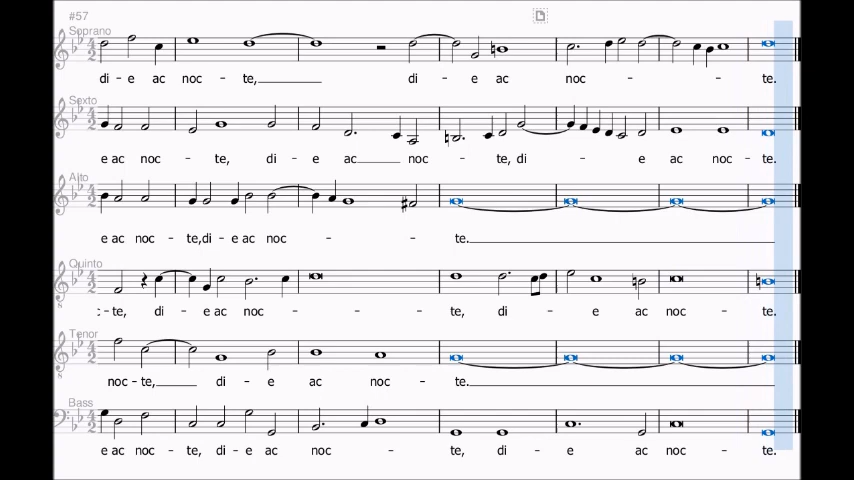 #57
Soprano
di - e ac noc - te, di - e ac noc - te.
Sexto
e ac noc - te, di - e ac noc - te, di - e ac noc - te.
Alto
e ac noc - te, di - e ac noc - te.
Quinto
- te, di - e ac noc - te, di - e ac noc - te.
Tenor
noc - te, di - e ac noc - te.
Bass
e ac noc - te, di - e ac noc - te, di - e ac noc - te.